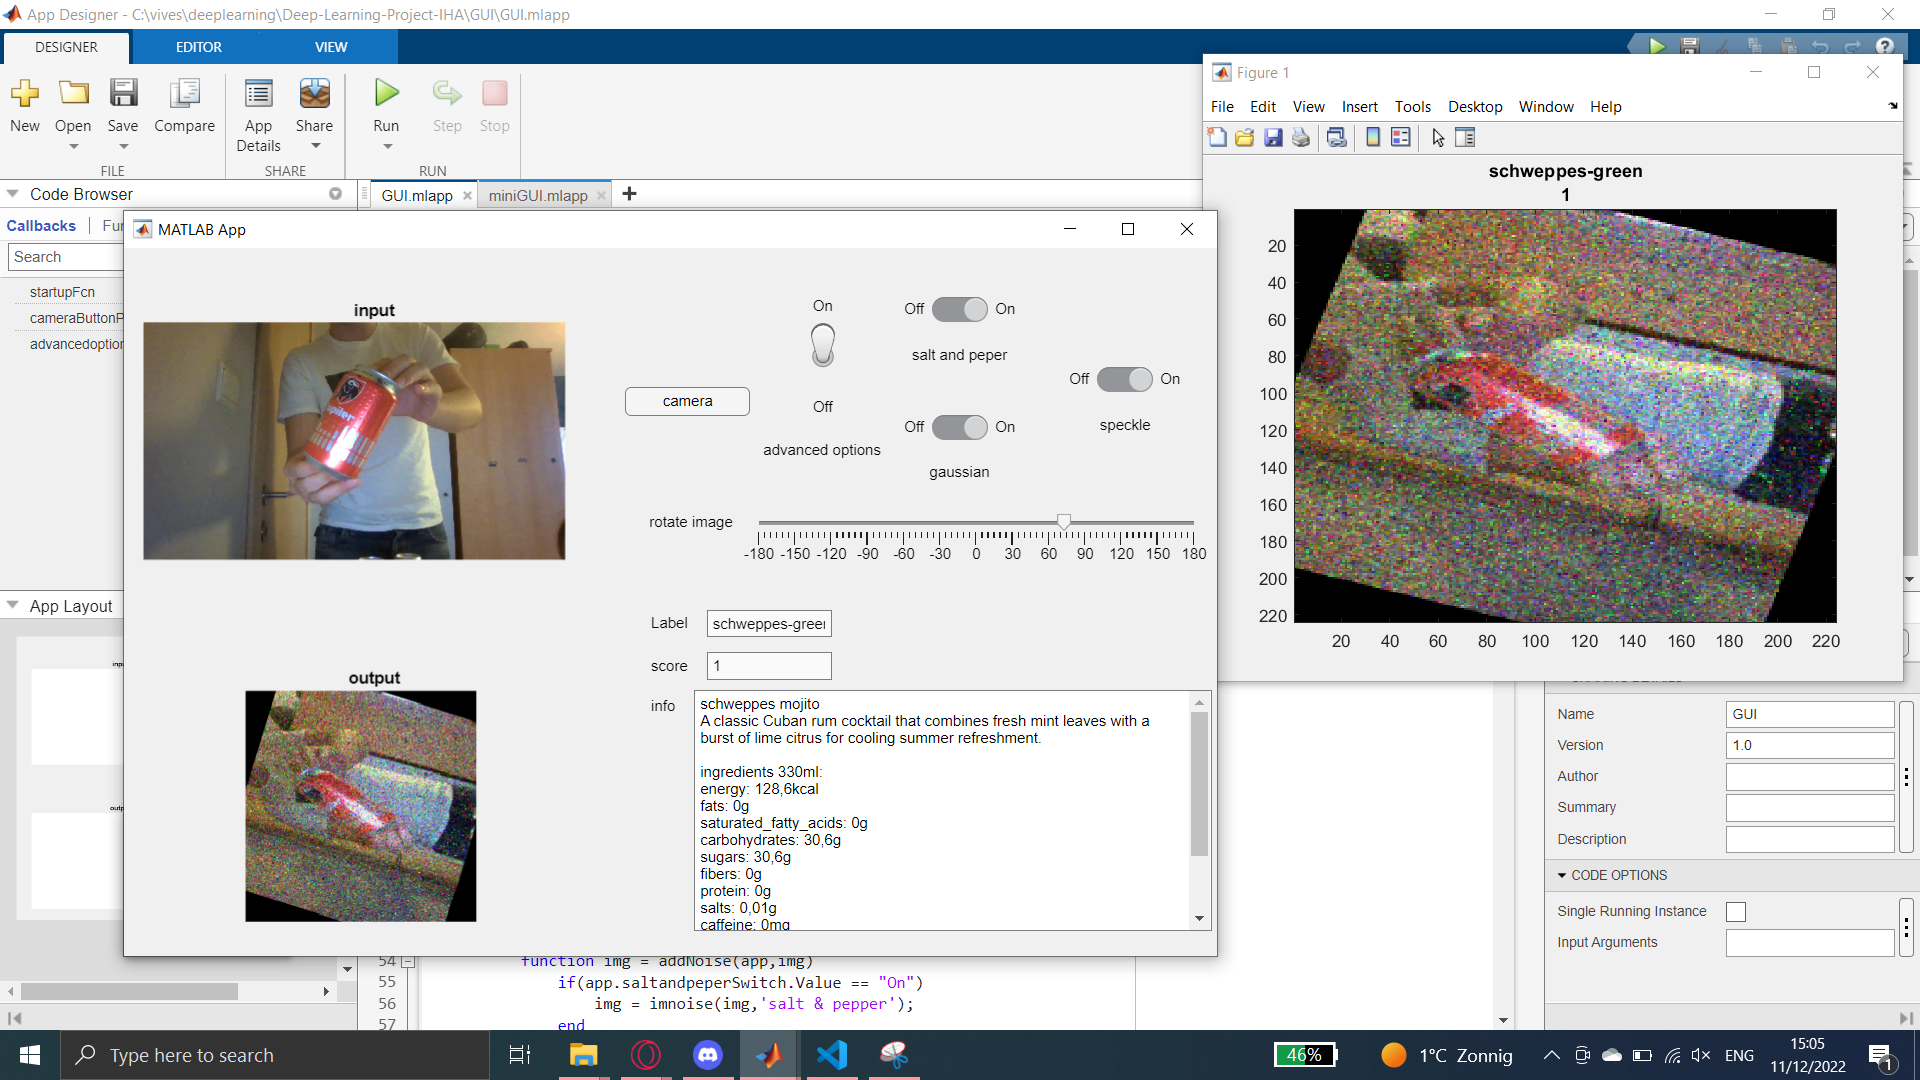 App Designer - C:\vives\deeplearning\Deep-Learning-Project-IHA\GUI\GUI.mlapp
DESIGNER
EDITOR
VIEW
New
Open
Save
Compare
App Details
Share
Run
Step
Stop
FILE
SHARE
RUN
Code Browser
GUI.mlapp
miniGUI.mlapp
Callbacks
Fu
Search
startupFcn
cameraButtonP
advancedoption
App Layout
MATLAB App
input
output
camera
On
Off
advanced options
Off On
salt and peper
Off On
gaussian
Off On
speckle
rotate image
-180 -150 -120 -90 -60 -30 0 30 60 90 120 150 180
Label
schweppes-green
score
1
info
schweppes mojito
A classic Cuban rum cocktail that combines fresh mint leaves with a
burst of lime citrus for cooling summer refreshment.
ingredients 330ml:
energy: 128,6kcal
fats: 0g
saturated_fatty_acids: 0g
carbohydrates: 30,6g
sugars: 30,6g
fibers: 0g
protein: 0g
salts: 0,01g
caffeine: 0mg
Figure 1
File Edit View Insert Tools Desktop Window Help
schweppes-green
1
20
40
60
80
100
120
140
160
180
200
220
20 40 60 80 100 120 140 160 180 200 220
Name
GUI
Version
1.0
Author
Summary
Description
CODE OPTIONS
Single Running Instance
Input Arguments
54 function img = addNoise(app,img)
55 if(app.saltandpeperSwitch.Value == "On")
56 img = imnoise(img,'salt & pepper');
57 end
Type here to search
46%
1°C Zonnig
ENG
15:05
11/12/2022
1